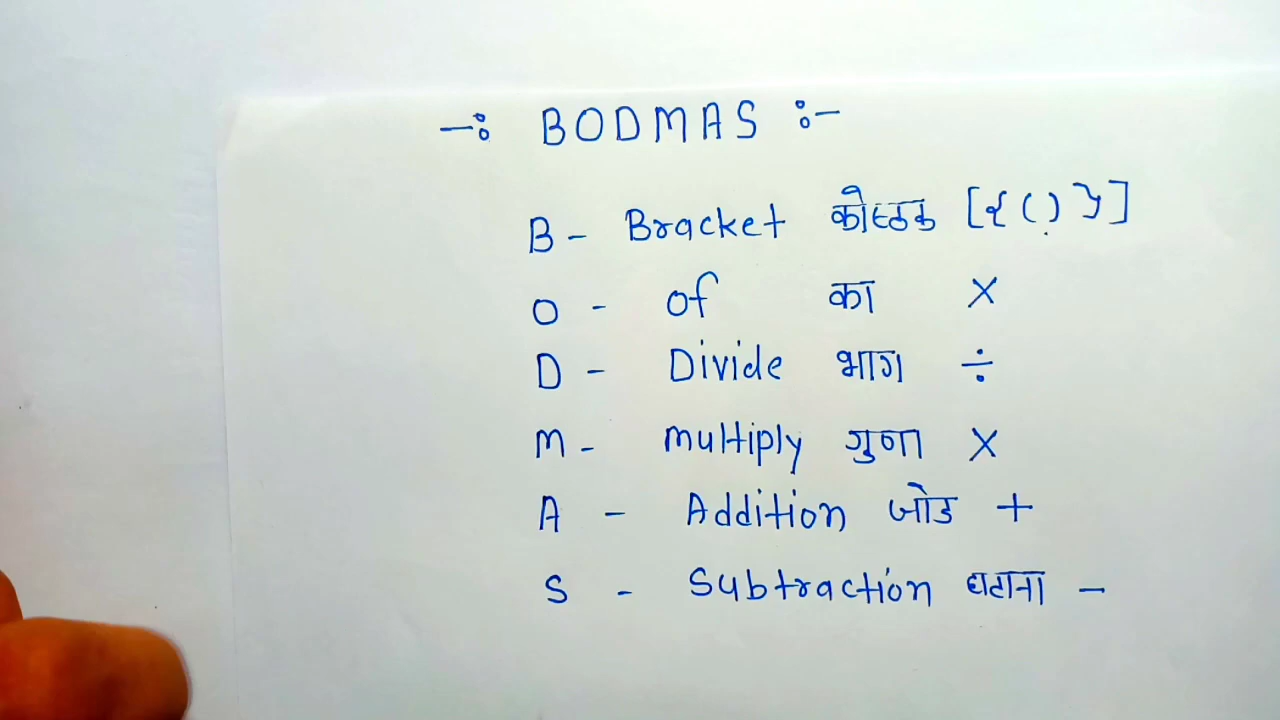 -: BODMAS :-
B - Bracket कोष्ठक [{()}]
O - of का ×
D - Divide भाग ÷
M - multiply गुणा ×
A - Addition जोड +
S - Subtraction घटाना -